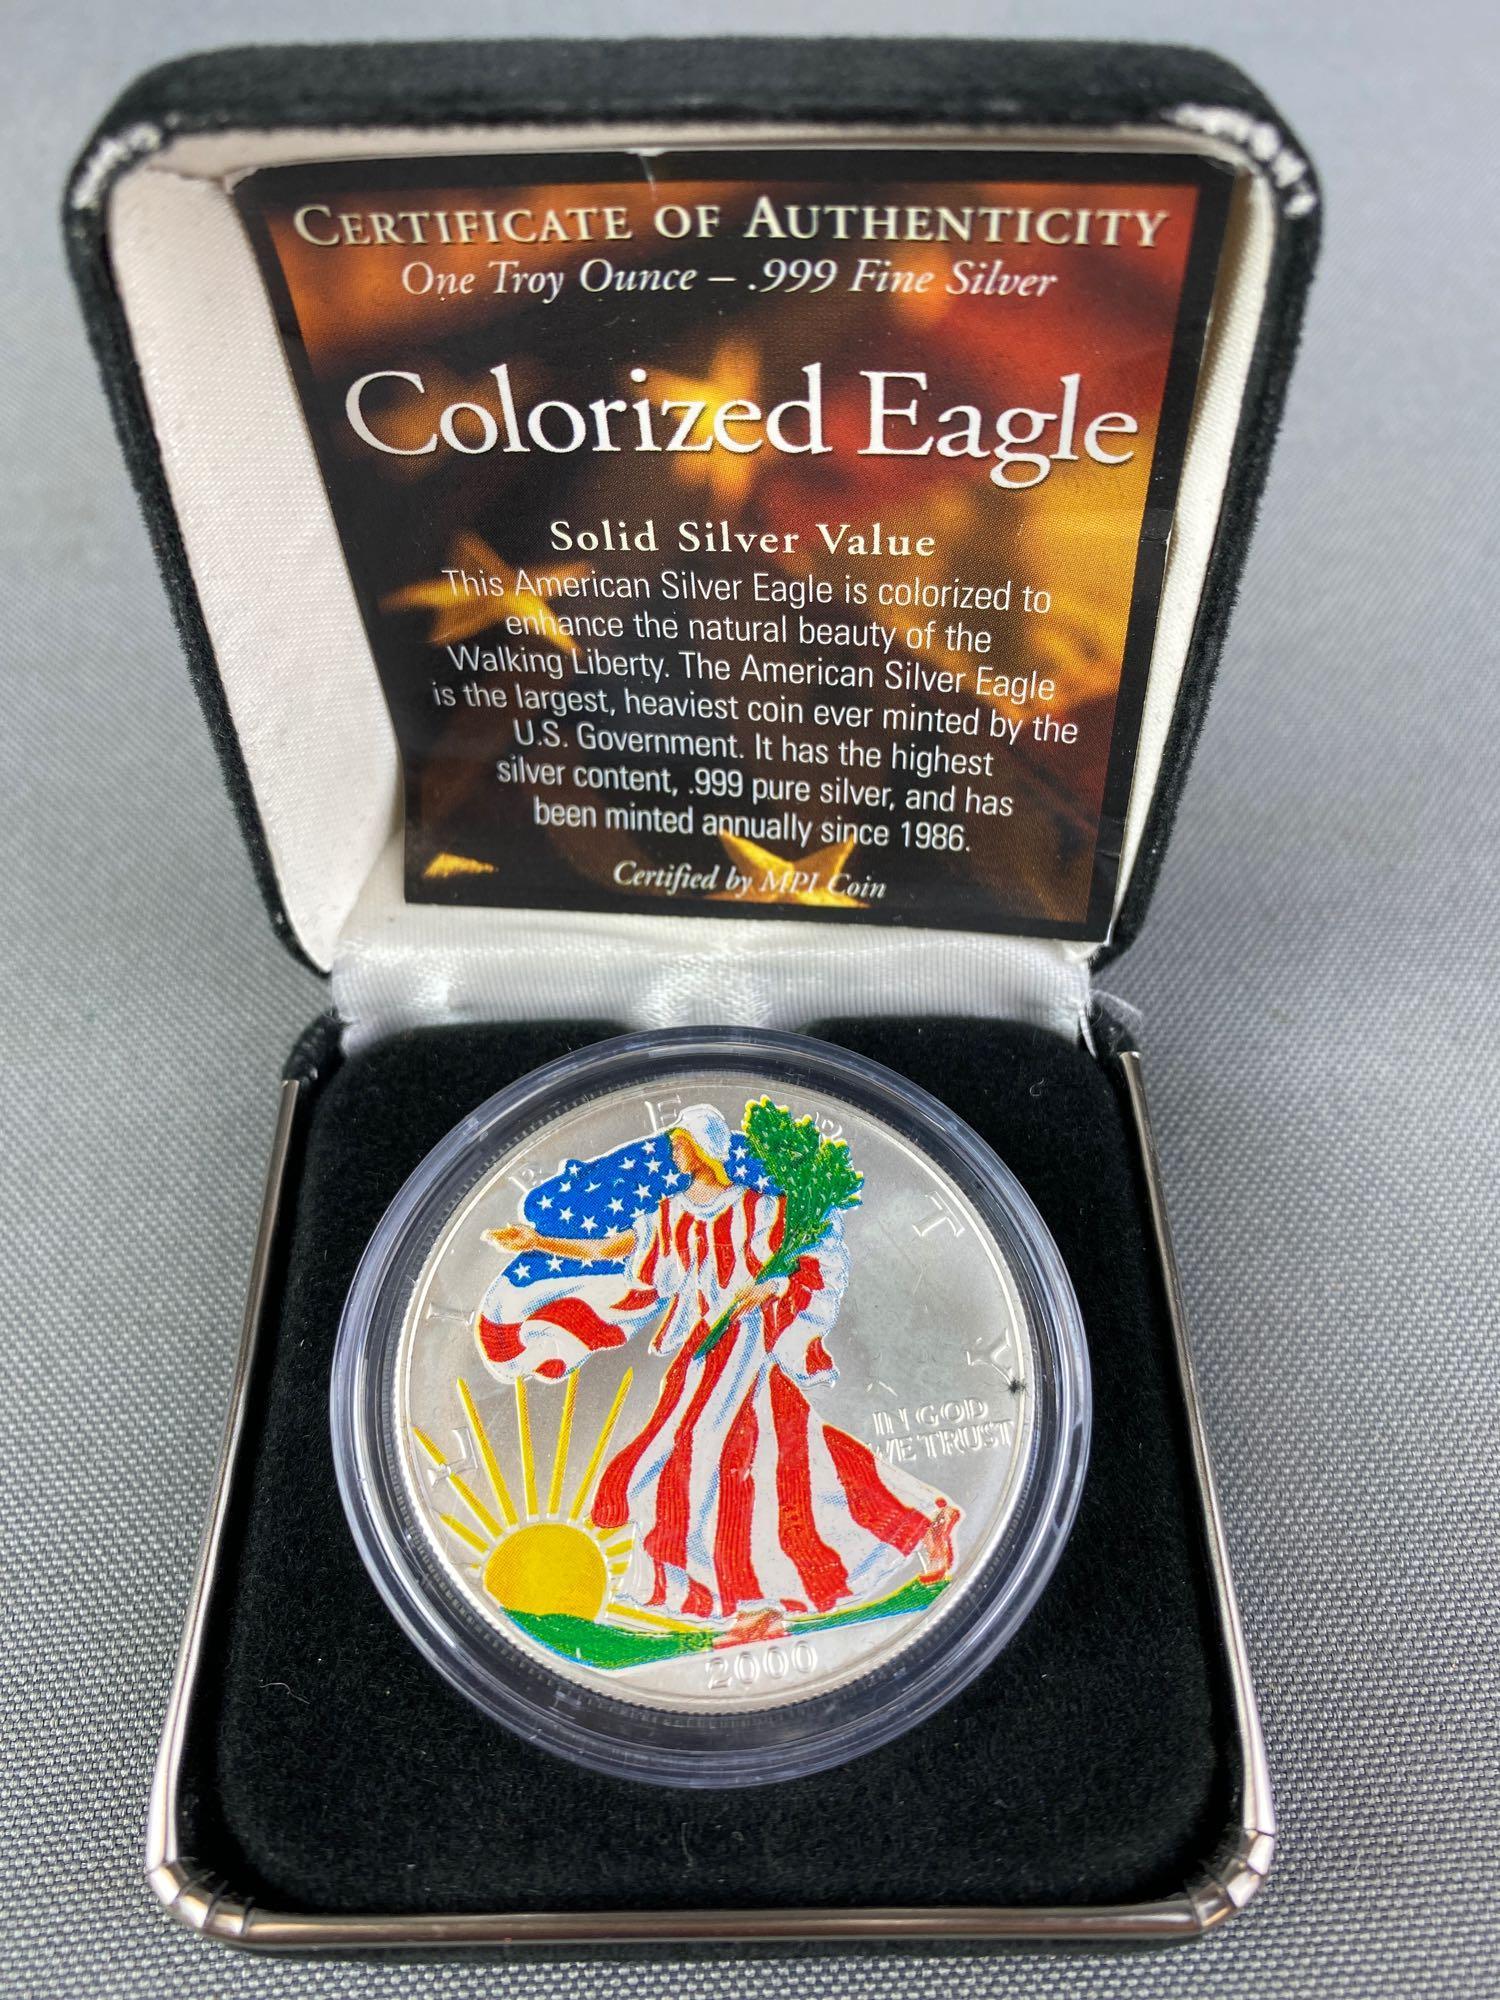 CERTIFICATE OF AUTHENTICITY
One Troy Ounce – .999 Fine Silver
Colorized Eagle
Solid Silver Value
This American Silver Eagle is colorized to
enhance the natural beauty of the
Walking Liberty. The American Silver Eagle
is the largest, heaviest coin ever minted by the
U.S. Government. It has the highest
silver content, .999 pure silver, and has
been minted annually since 1986.
Certified by MPI Coin
LIBERTY
IN GOD
WE TRUST
2000